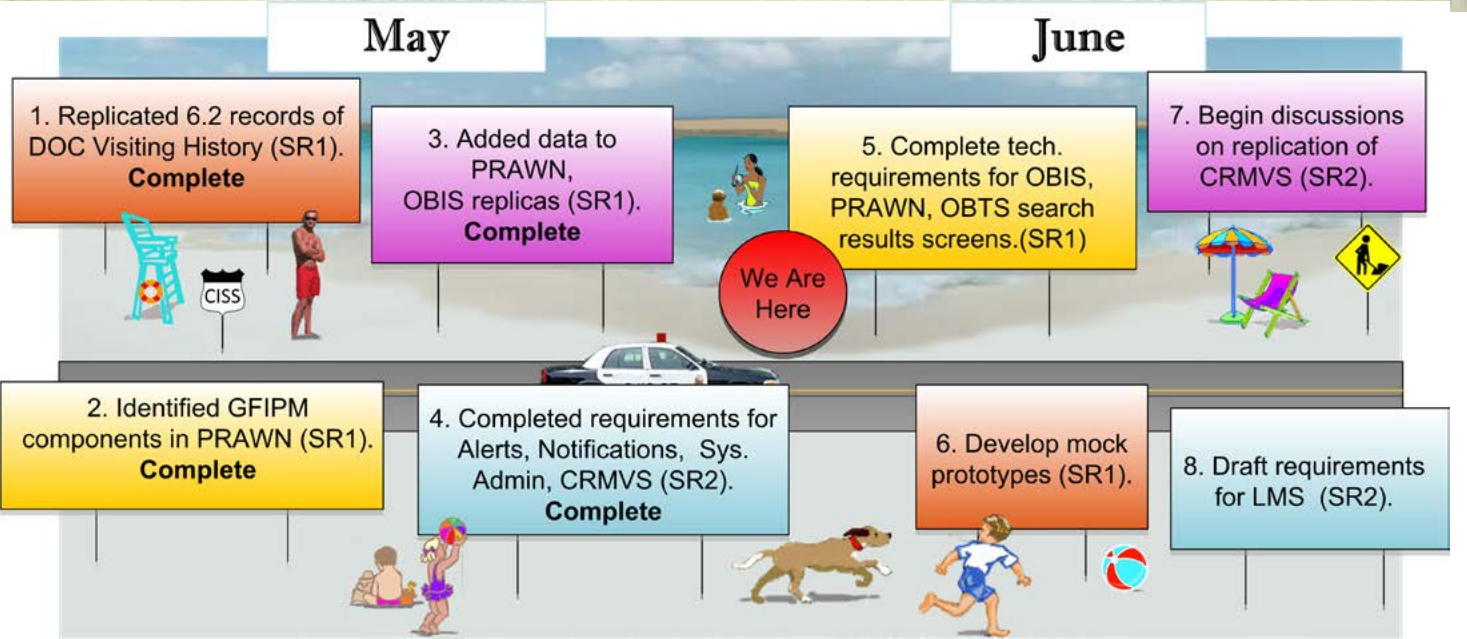 May
June
1. Replicated 6.2 records of
DOC Visiting History (SR1).
Complete
2. Identified GFIPM
components in PRAWN (SR1).
Complete
3. Added data to
PRAWN,
OBIS replicas (SR1).
Complete
4. Completed requirements for
Alerts, Notifications, Sys.
Admin, CRMVS (SR2).
Complete
We Are
Here
5. Complete tech.
requirements for OBIS,
PRAWN, OBTS search
results screens.(SR1)
6. Develop mock
prototypes (SR1).
7. Begin discussions
on replication of
CRMVS (SR2).
8. Draft requirements
for LMS (SR2).
CISS